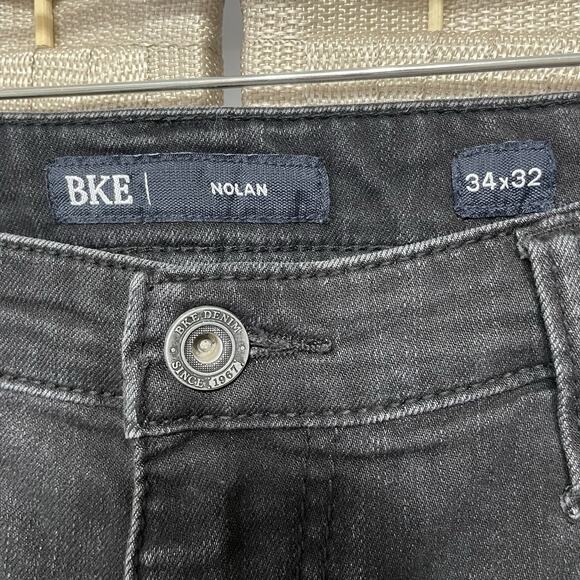 BKE | NOLAN
34x32
BKE DENIM
SINCE 1967